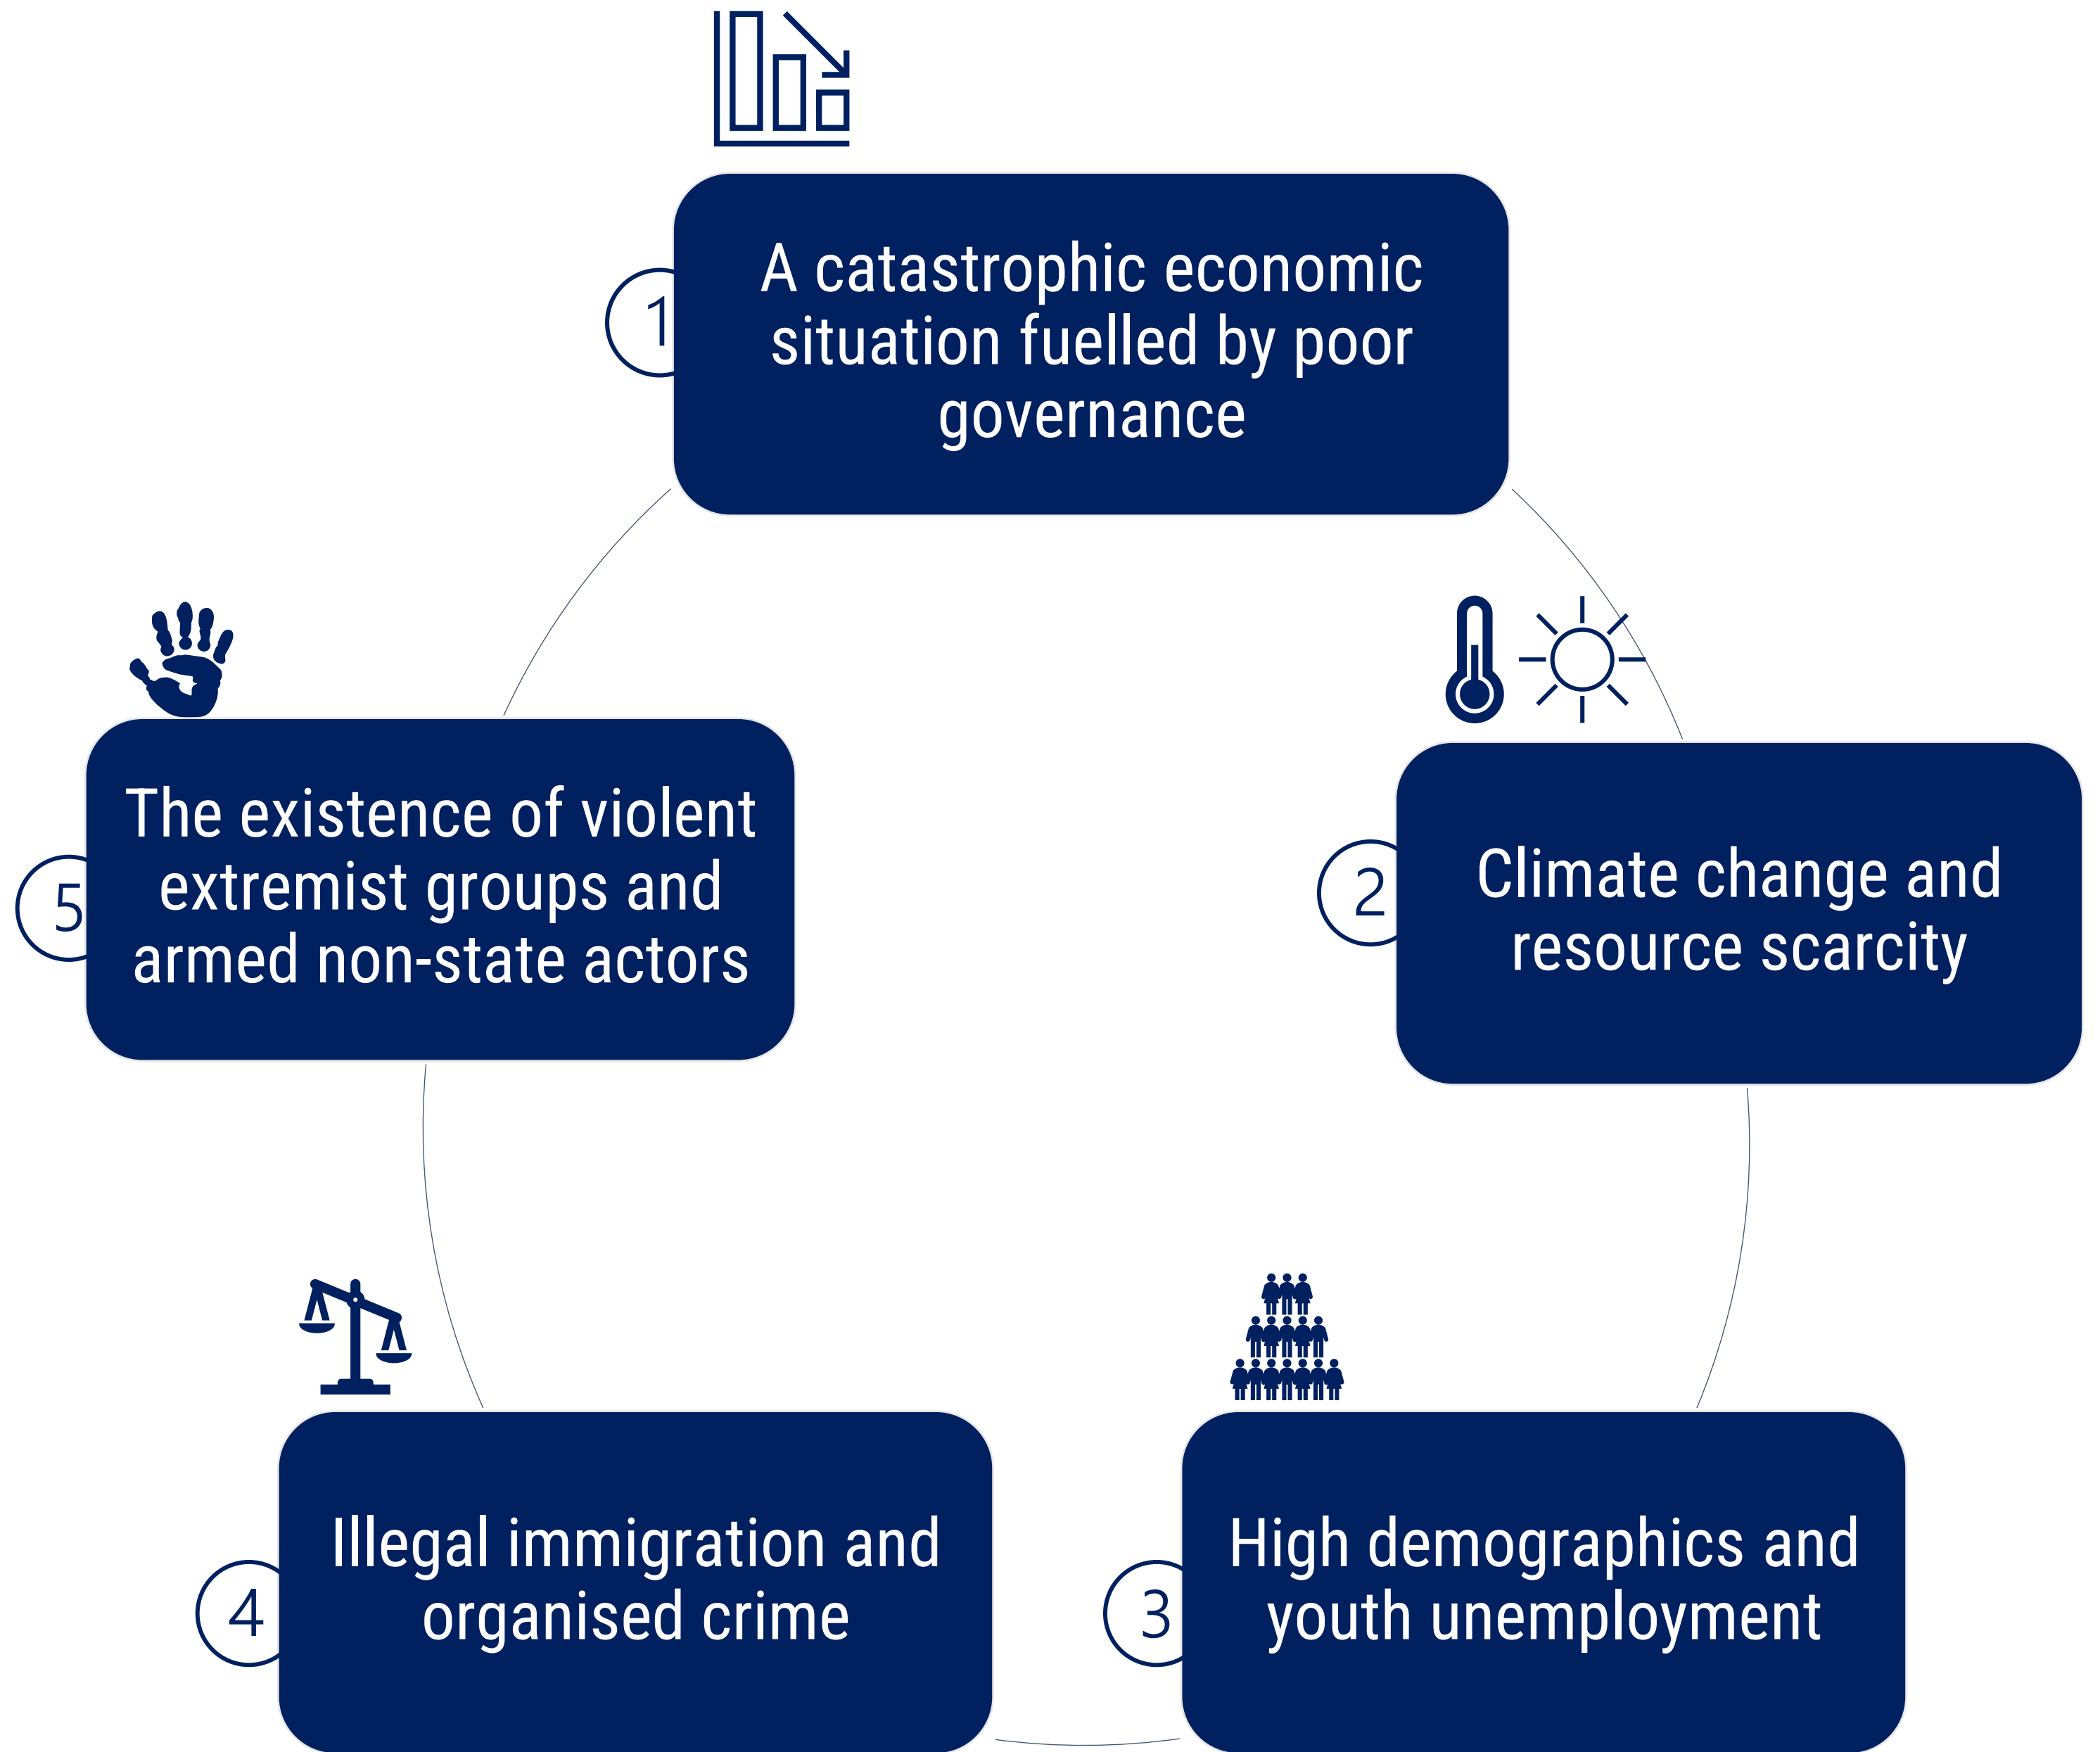 1
A catastrophic economic
situation fuelled by poor
governance
2
Climate change and
resource scarcity
3
High demographics and
youth unemployment
4
Illegal immigration and
organised crime
5
The existence of violent
extremist groups and
armed non-state actors